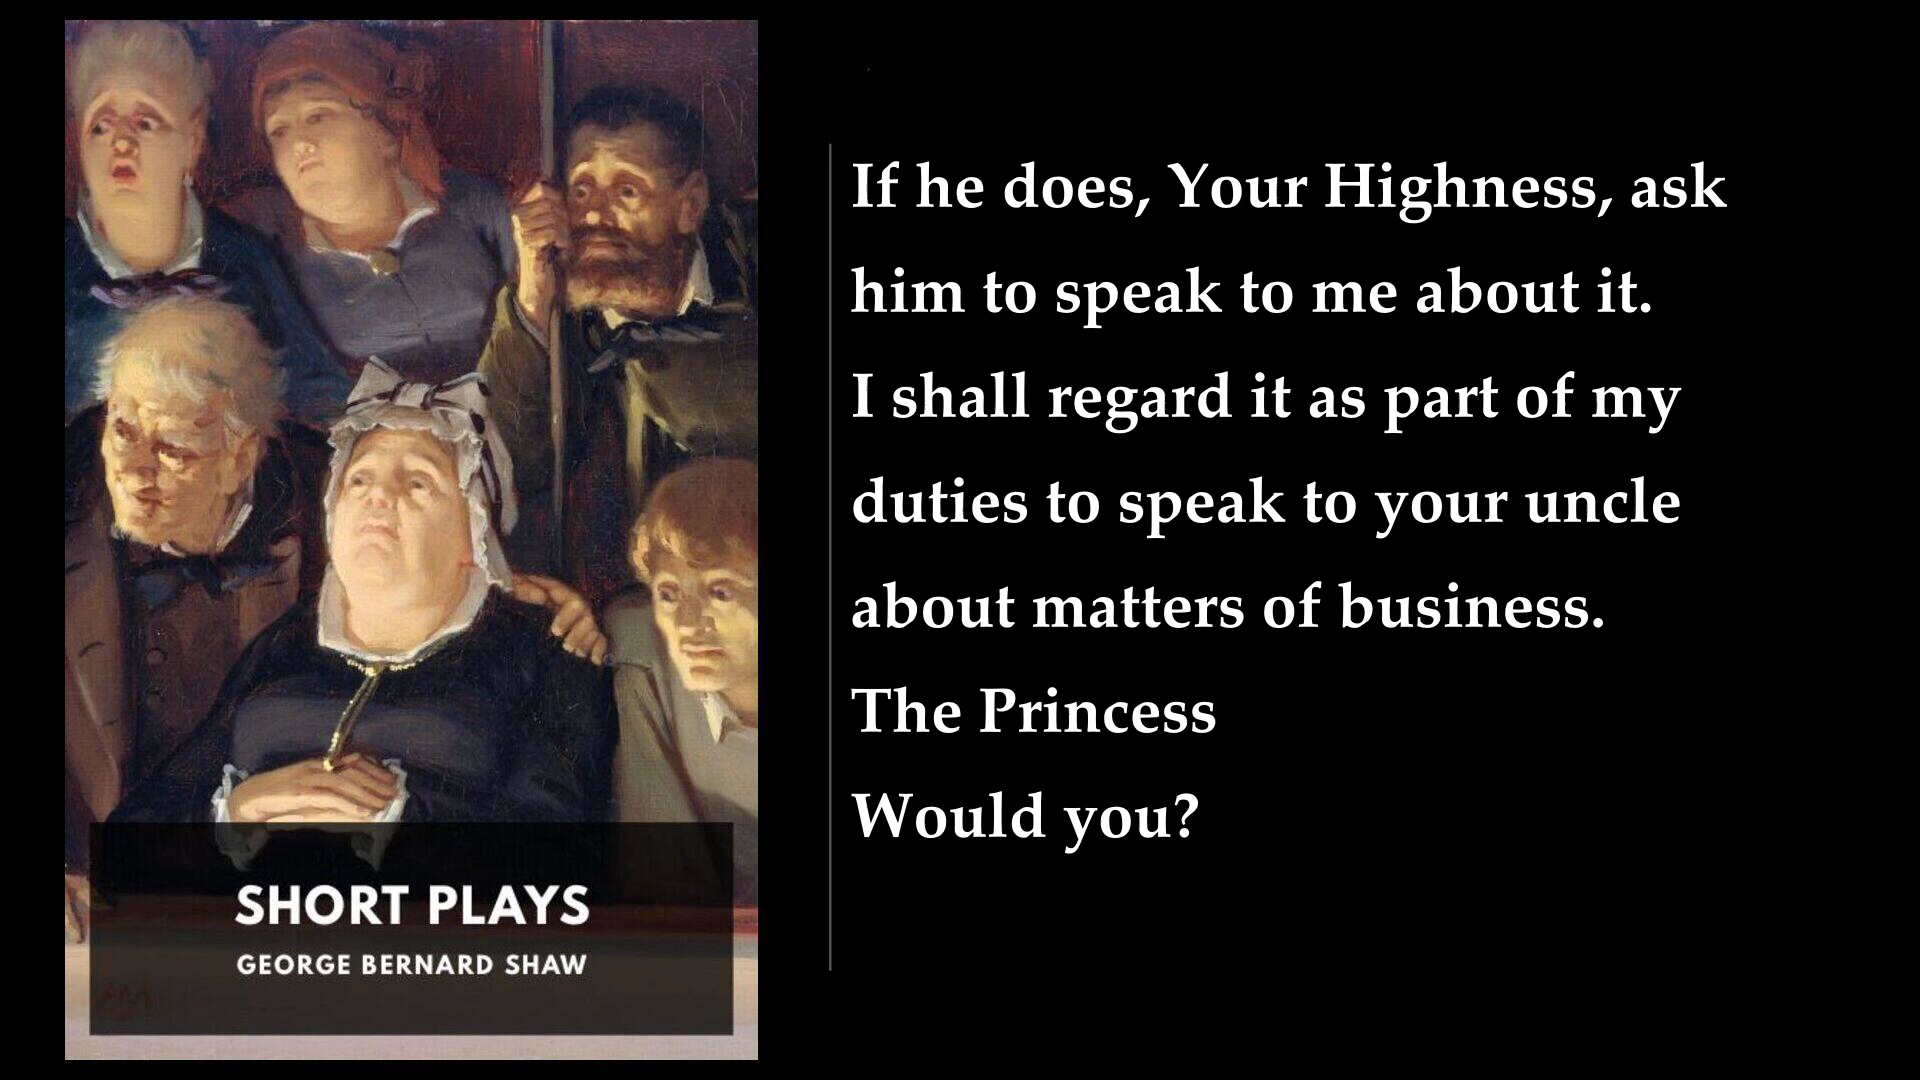 SHORT PLAYS
GEORGE BERNARD SHAW
If he does, Your Highness, ask
him to speak to me about it.
I shall regard it as part of my
duties to speak to your uncle
about matters of business.
The Princess
Would you?